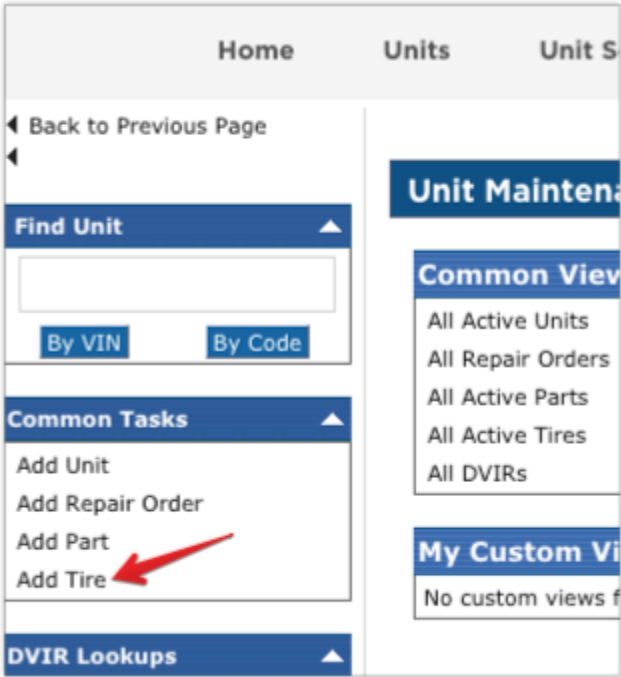 Home Units Unit S
Back to Previous Page
Find Unit
By VIN By Code
Common Tasks
Add Unit
Add Repair Order
Add Part
Add Tire
DVIR Lookups
Unit Maintena
Common View
All Active Units
All Repair Orders
All Active Parts
All Active Tires
All DVIRs
My Custom Vi
No custom views f